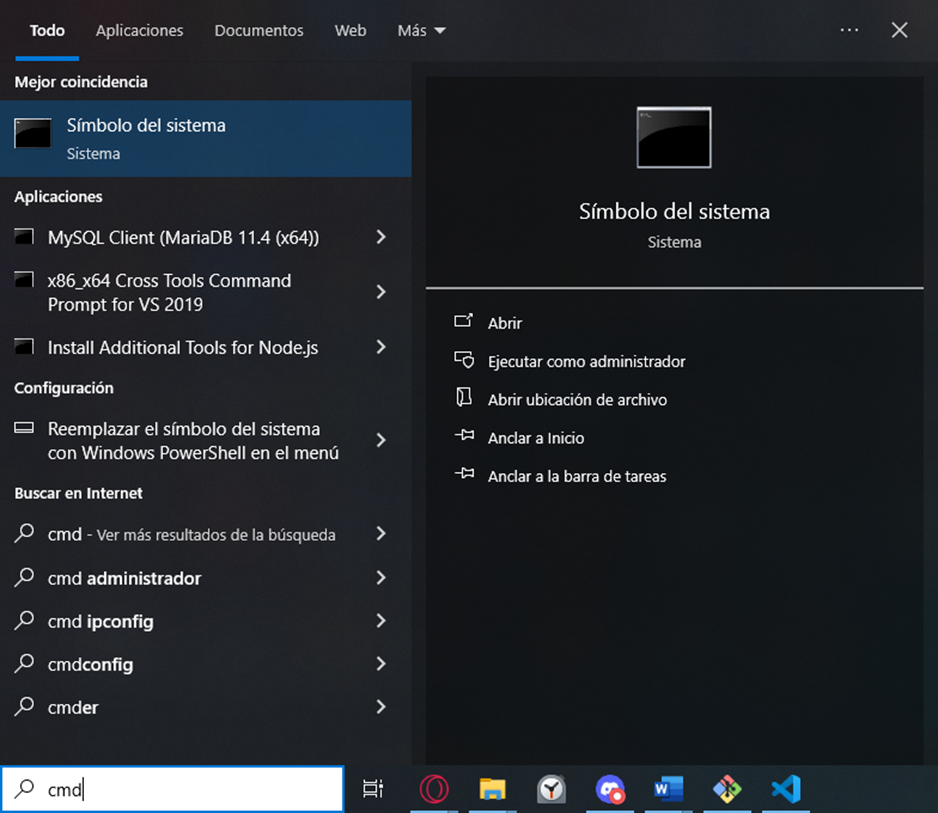 Todo Aplicaciones Documentos Web Más
Mejor coincidencia
Símbolo del sistema
Sistema
Aplicaciones
MySQL Client (MariaDB 11.4 (x64))
x86_x64 Cross Tools Command
Prompt for VS 2019
Install Additional Tools for Node.js
Configuración
Reemplazar el símbolo del sistema
con Windows PowerShell en el menú
Buscar en Internet
cmd - Ver más resultados de la búsqueda
cmd administrador
cmd ipconfig
cmdconfig
cmder
cmd
Símbolo del sistema
Sistema
Abrir
Ejecutar como administrador
Abrir ubicación de archivo
Anclar a Inicio
Anclar a la barra de tareas